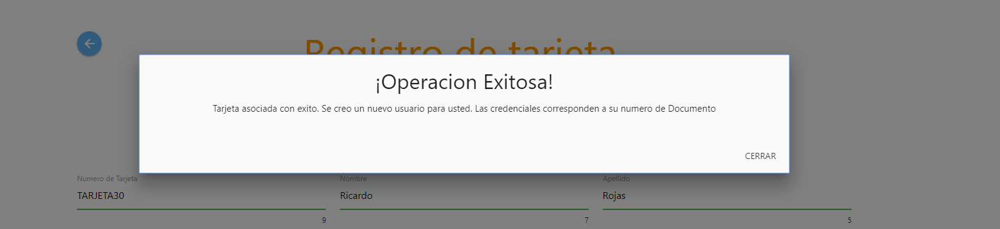 Registro de tarjeta
¡Operacion Exitosa!
Tarjeta asociada con exito. Se creo un nuevo usuario para usted. Las credenciales corresponden a su numero de Documento
CERRAR
Numero de Tarjeta Nombre Apellido
TARJETA30 Ricardo Rojas
9 7 5